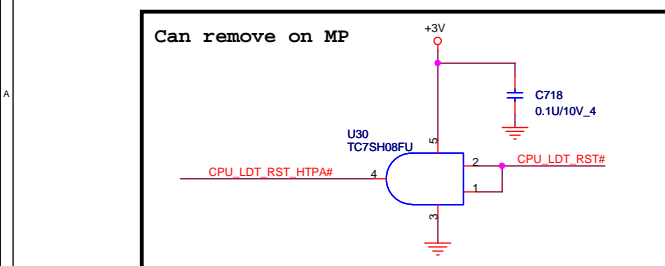 Can remove on MP
+3V
A
C718
0.1U/10V_4
U30
TC7SH08FU
5
2
CPU_LDT_RST#
CPU_LDT_RST_HTPA#
4
1
3